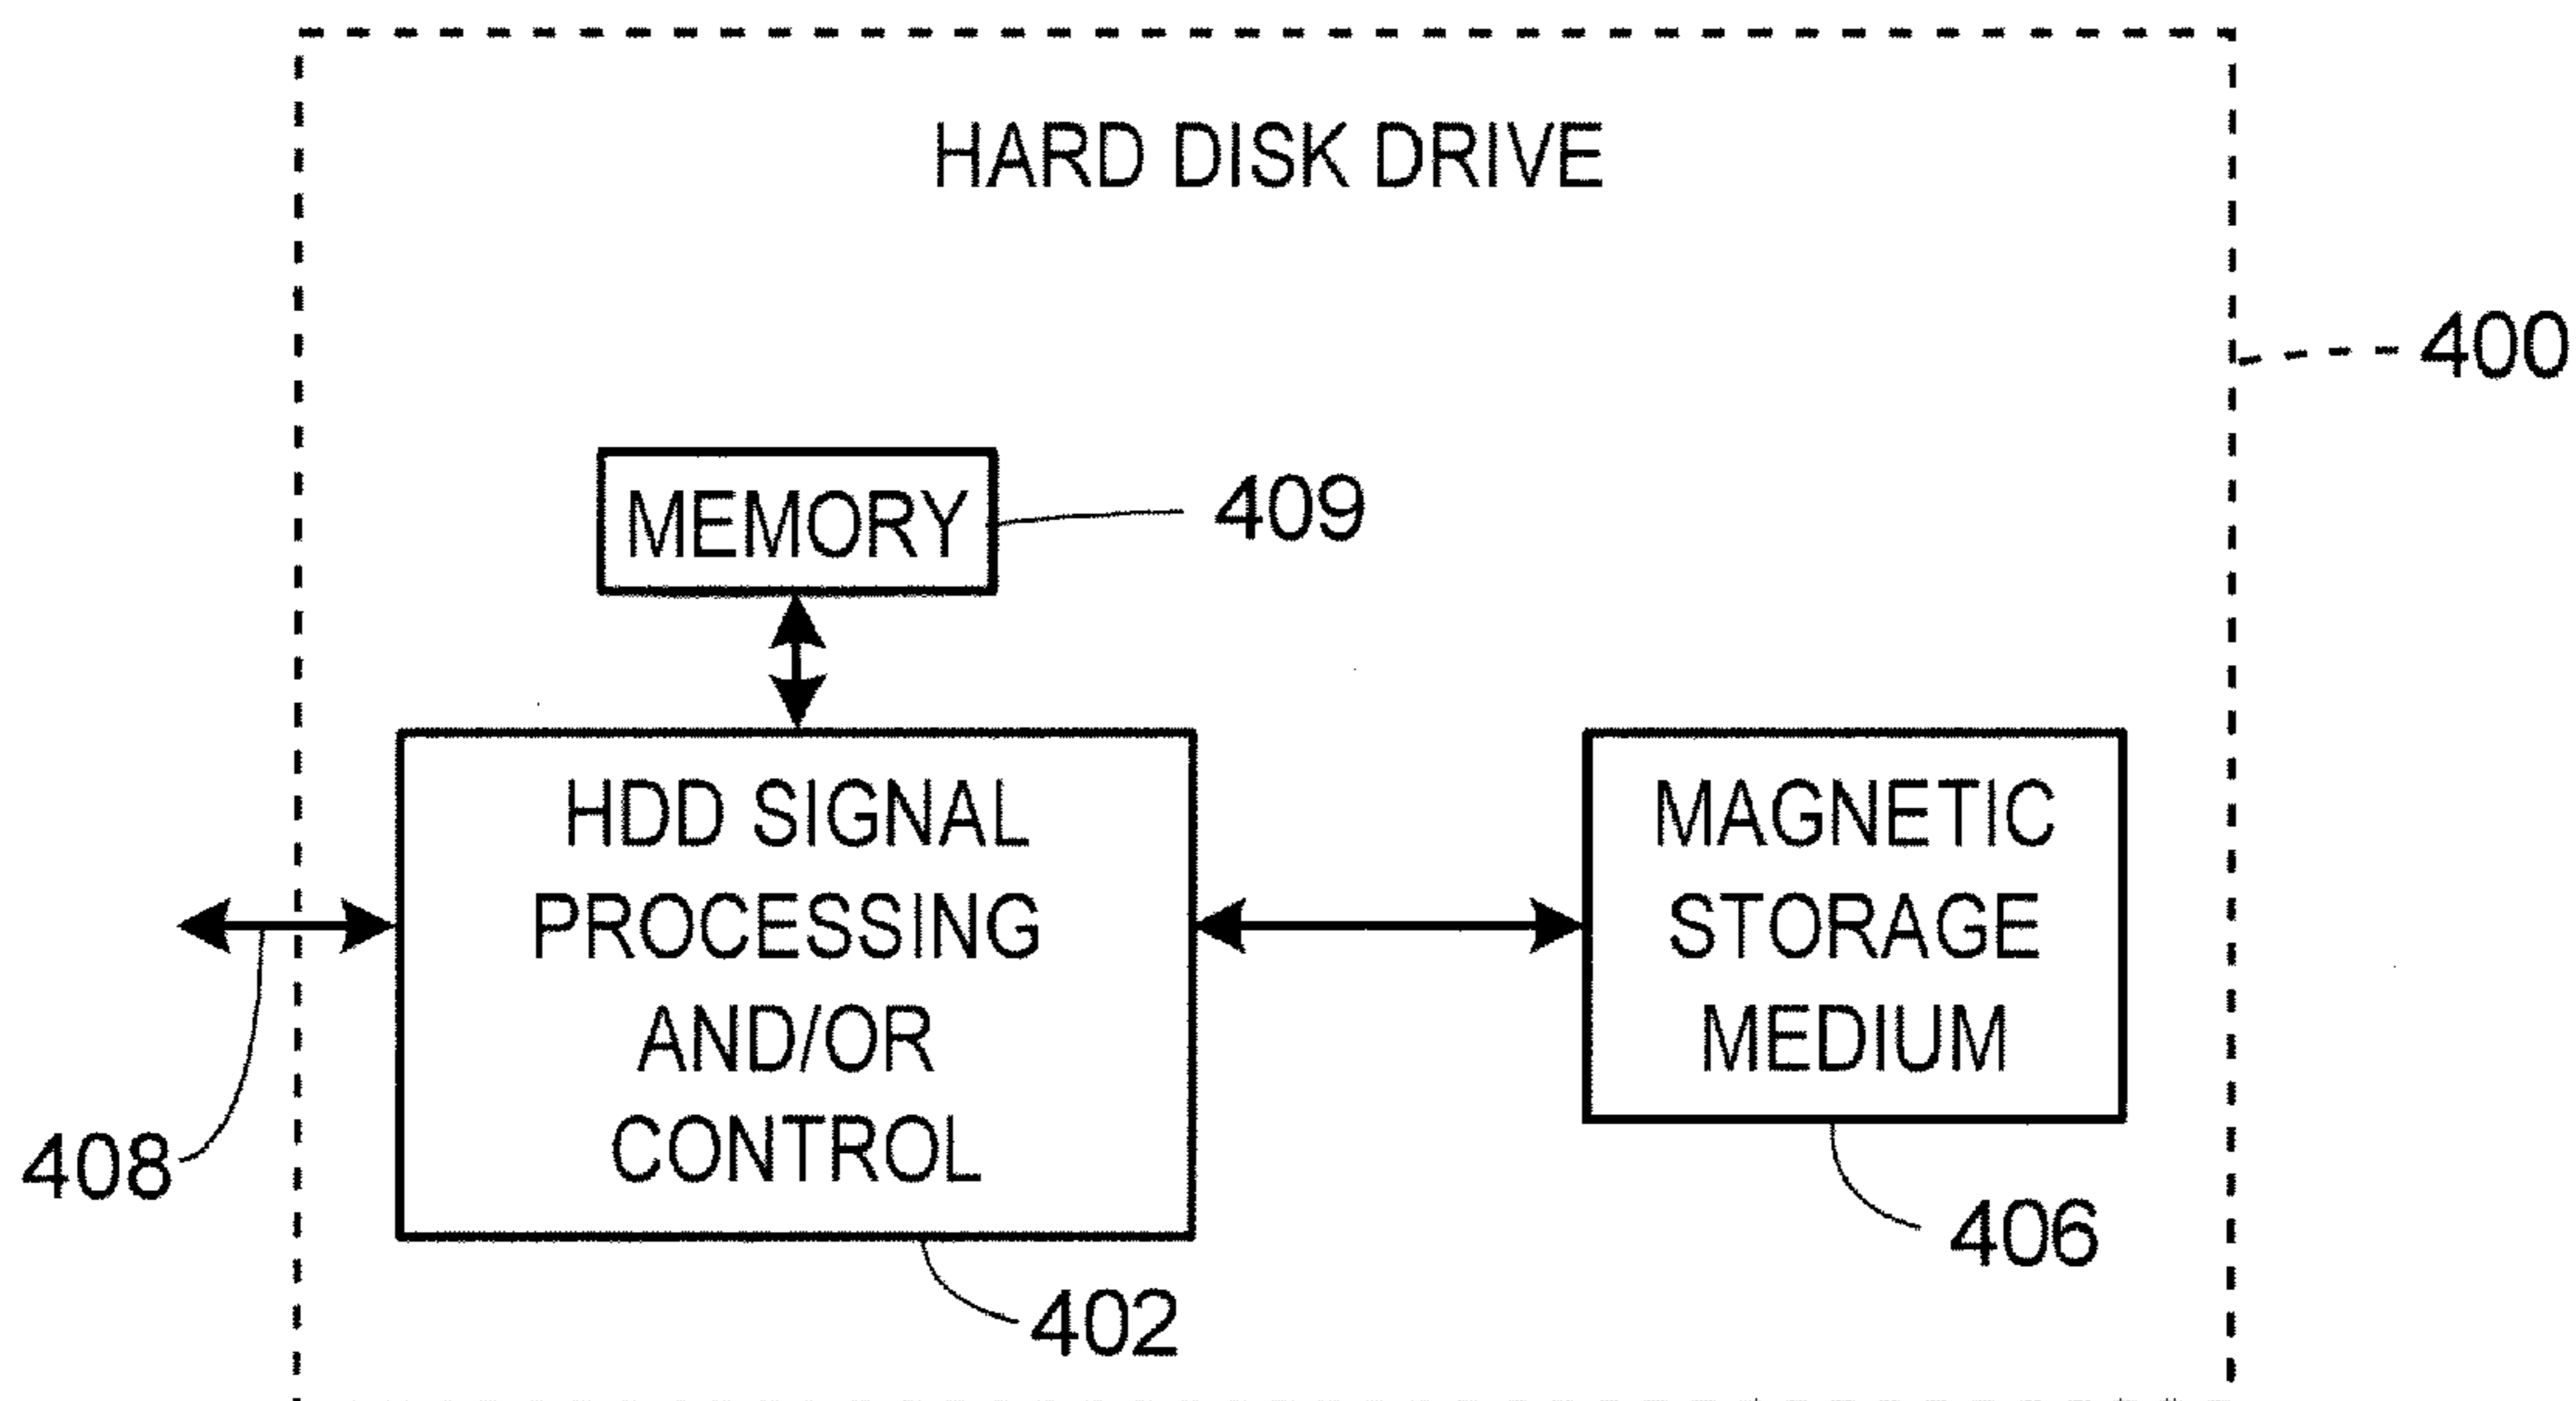 HARD DISK DRIVE
400
MEMORY
409
HDD SIGNAL
PROCESSING
AND/OR
CONTROL
MAGNETIC
STORAGE
MEDIUM
408
406
402